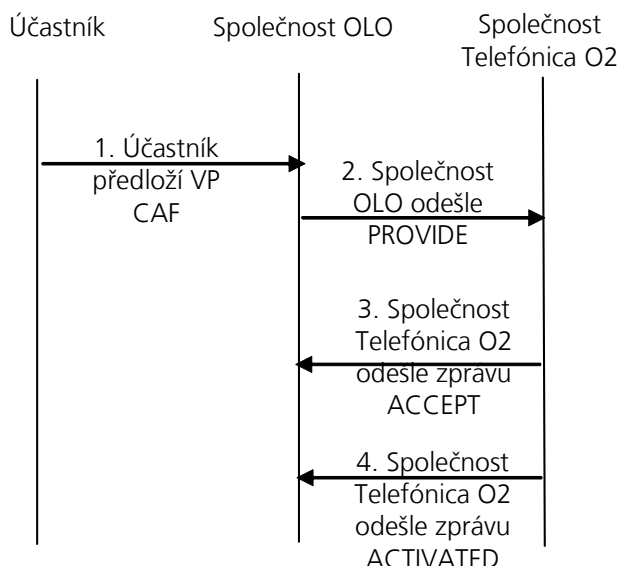 Účastník
Společnost OLO
Společnost
Telefónica O2
1. Účastník
předloží VP
CAF
2. Společnost
OLO odešle
PROVIDE
3. Společnost
Telefónica O2
odešle zprávu
ACCEPT
4. Společnost
Telefónica O2
odešle zprávu
ACTIVATED